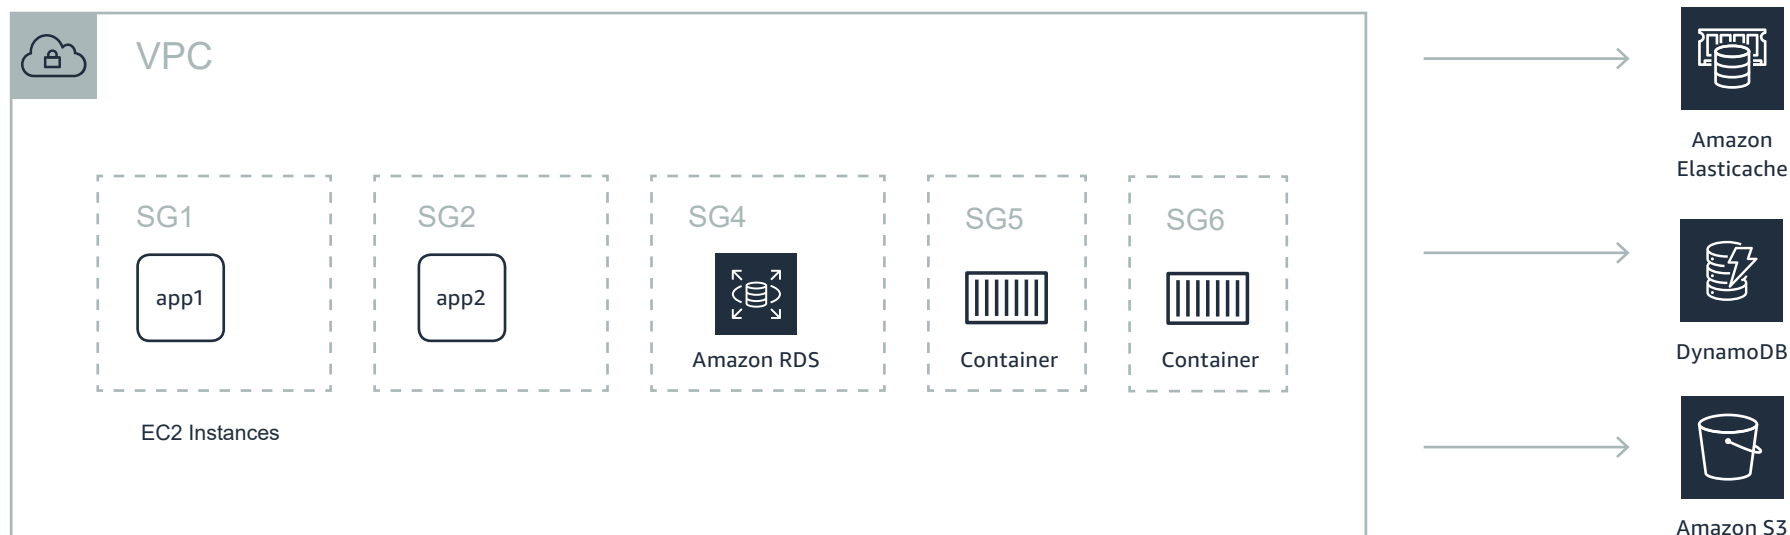 VPC
SG1
app1
SG2
app2
SG4
Amazon RDS
SG5
Container
SG6
Container
EC2 Instances
Amazon
Elasticache
DynamoDB
Amazon S3